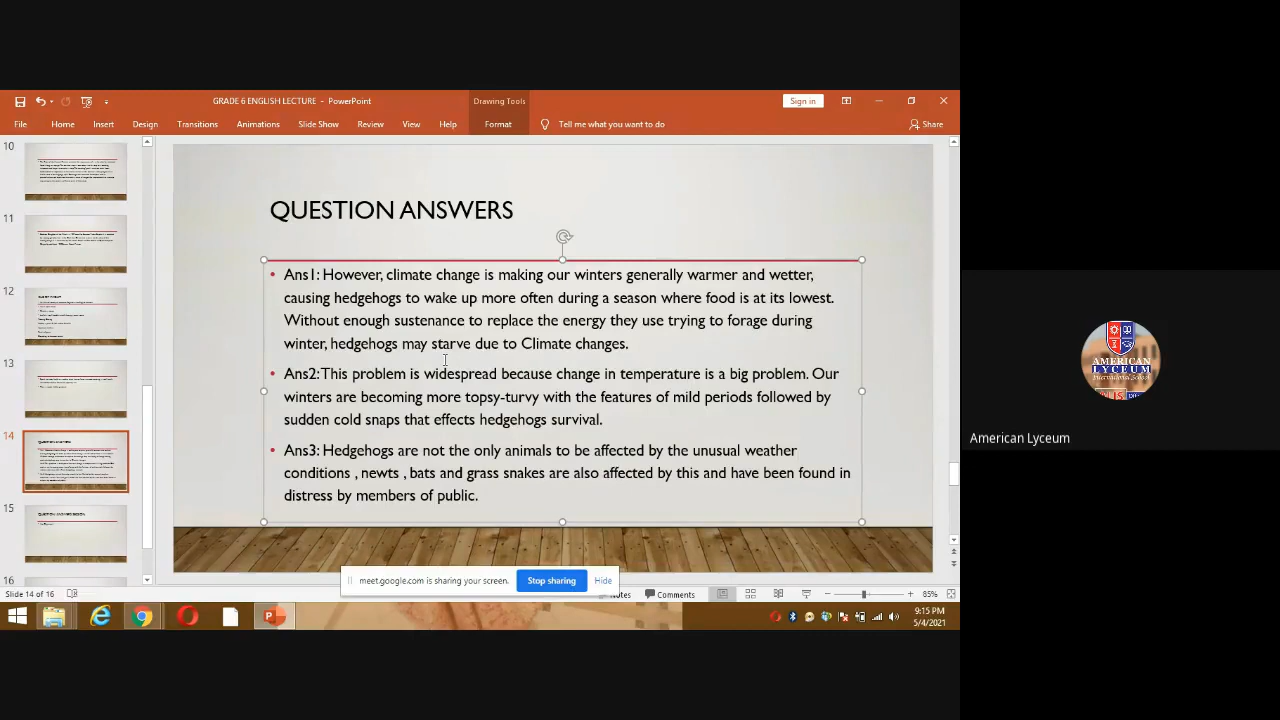 GRADE 6 ENGLISH LECTURE - PowerPoint
Drawing Tools
Sign in
File Home Insert Design Transitions Animations Slide Show Review View Help Format Tell me what you want to do Share
10
11
12
13
14
15
16
QUESTION ANSWERS
• Ans1: However, climate change is making our winters generally warmer and wetter,
causing hedgehogs to wake up more often during a season where food is at its lowest.
Without enough sustenance to replace the energy they use trying to forage during
winter, hedgehogs may starve due to Climate changes.
• Ans2: This problem is widespread because change in temperature is a big problem. Our
winters are becoming more topsy-turvy with the features of mild periods followed by
sudden cold snaps that effects hedgehogs survival.
• Ans3: Hedgehogs are not the only animals to be affected by the unusual weather
conditions , newts , bats and grass snakes are also affected by this and have been found in
distress by members of public.
meet.google.com is sharing your screen. Stop sharing Hide
Slide 14 of 16
Notes Comments
85%
9:15 PM
5/4/2021
AMERICAN
LYCEUM
American Lyceum